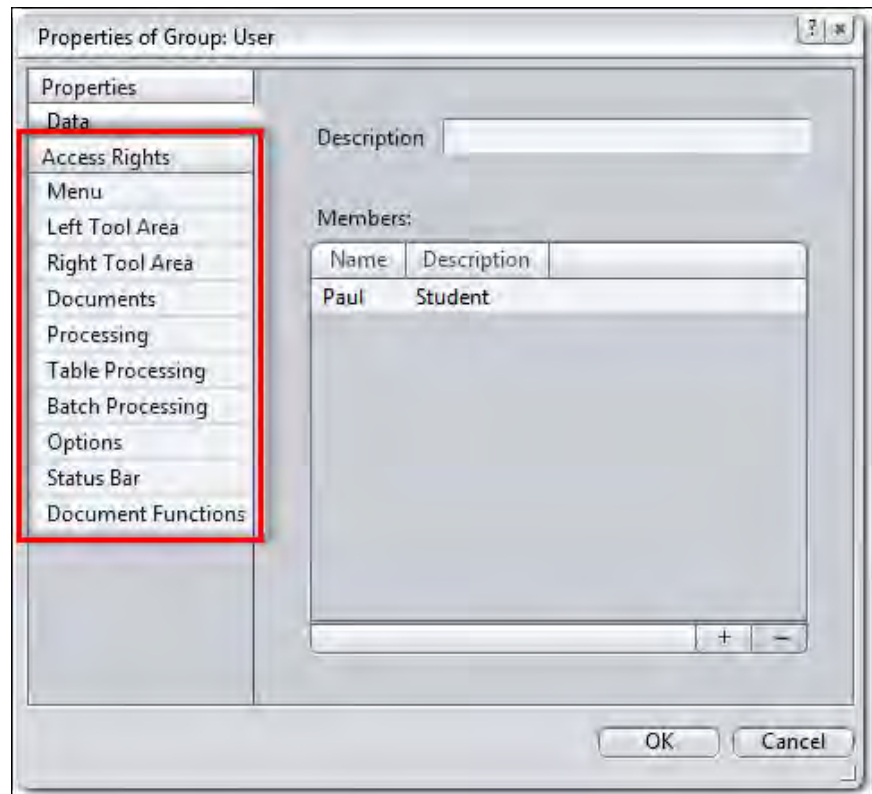 Properties of Group: User
? ×
Properties
Data
Access Rights
Menu
Left Tool Area
Right Tool Area
Documents
Processing
Table Processing
Batch Processing
Options
Status Bar
Document Functions
Description
Members:
Name Description
Paul Student
+ −
OK Cancel